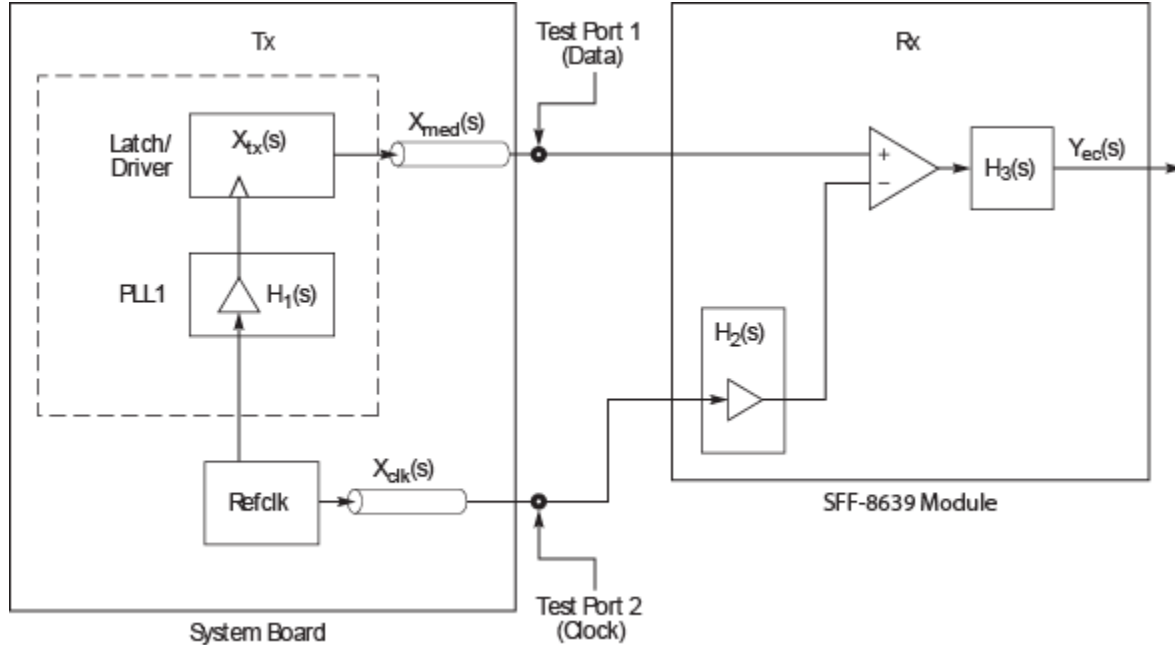 Tx
Test Port 1
(Data)
Rx
Latch/
Driver
Xtx(s)
Xmed(s)
+
−
H3(s)
Yec(s)
PLL1
H1(s)
H2(s)
Refclk
Xclk(s)
SFF-8639 Module
Test Port 2
(Clock)
System Board